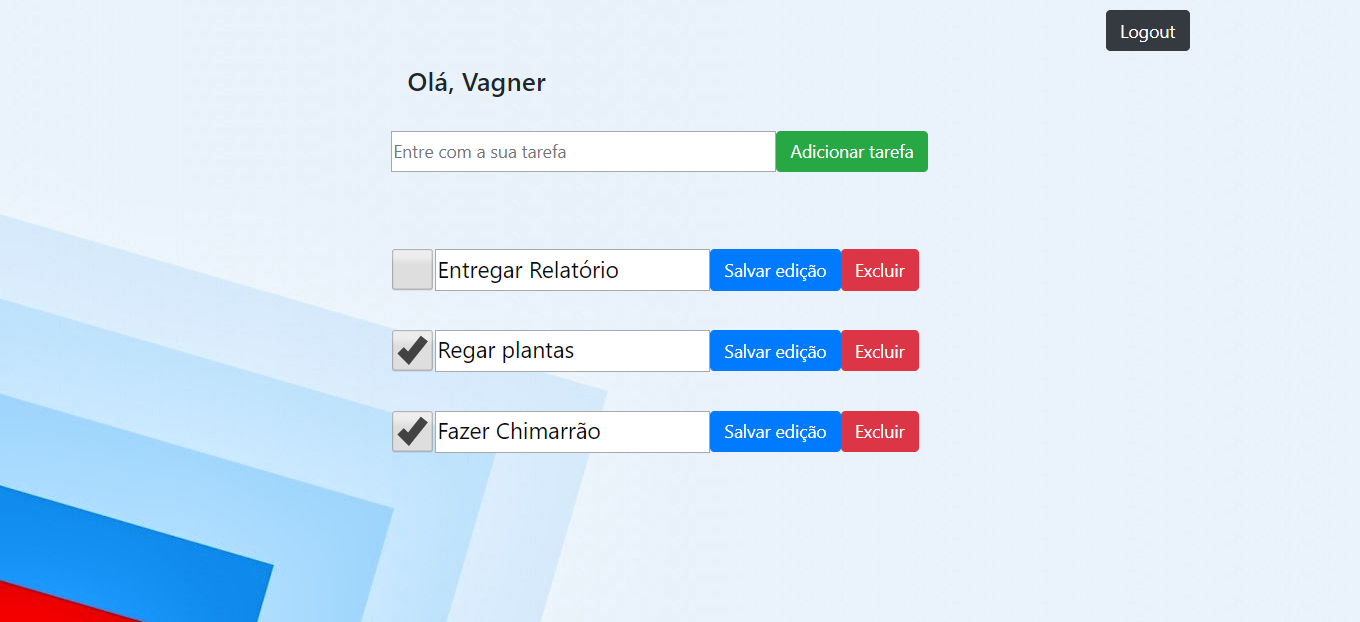 Logout
Olá, Vagner
Entre com a sua tarefa Adicionar tarefa
Entregar Relatório Salvar edição Excluir
Regar plantas Salvar edição Excluir
Fazer Chimarrão Salvar edição Excluir